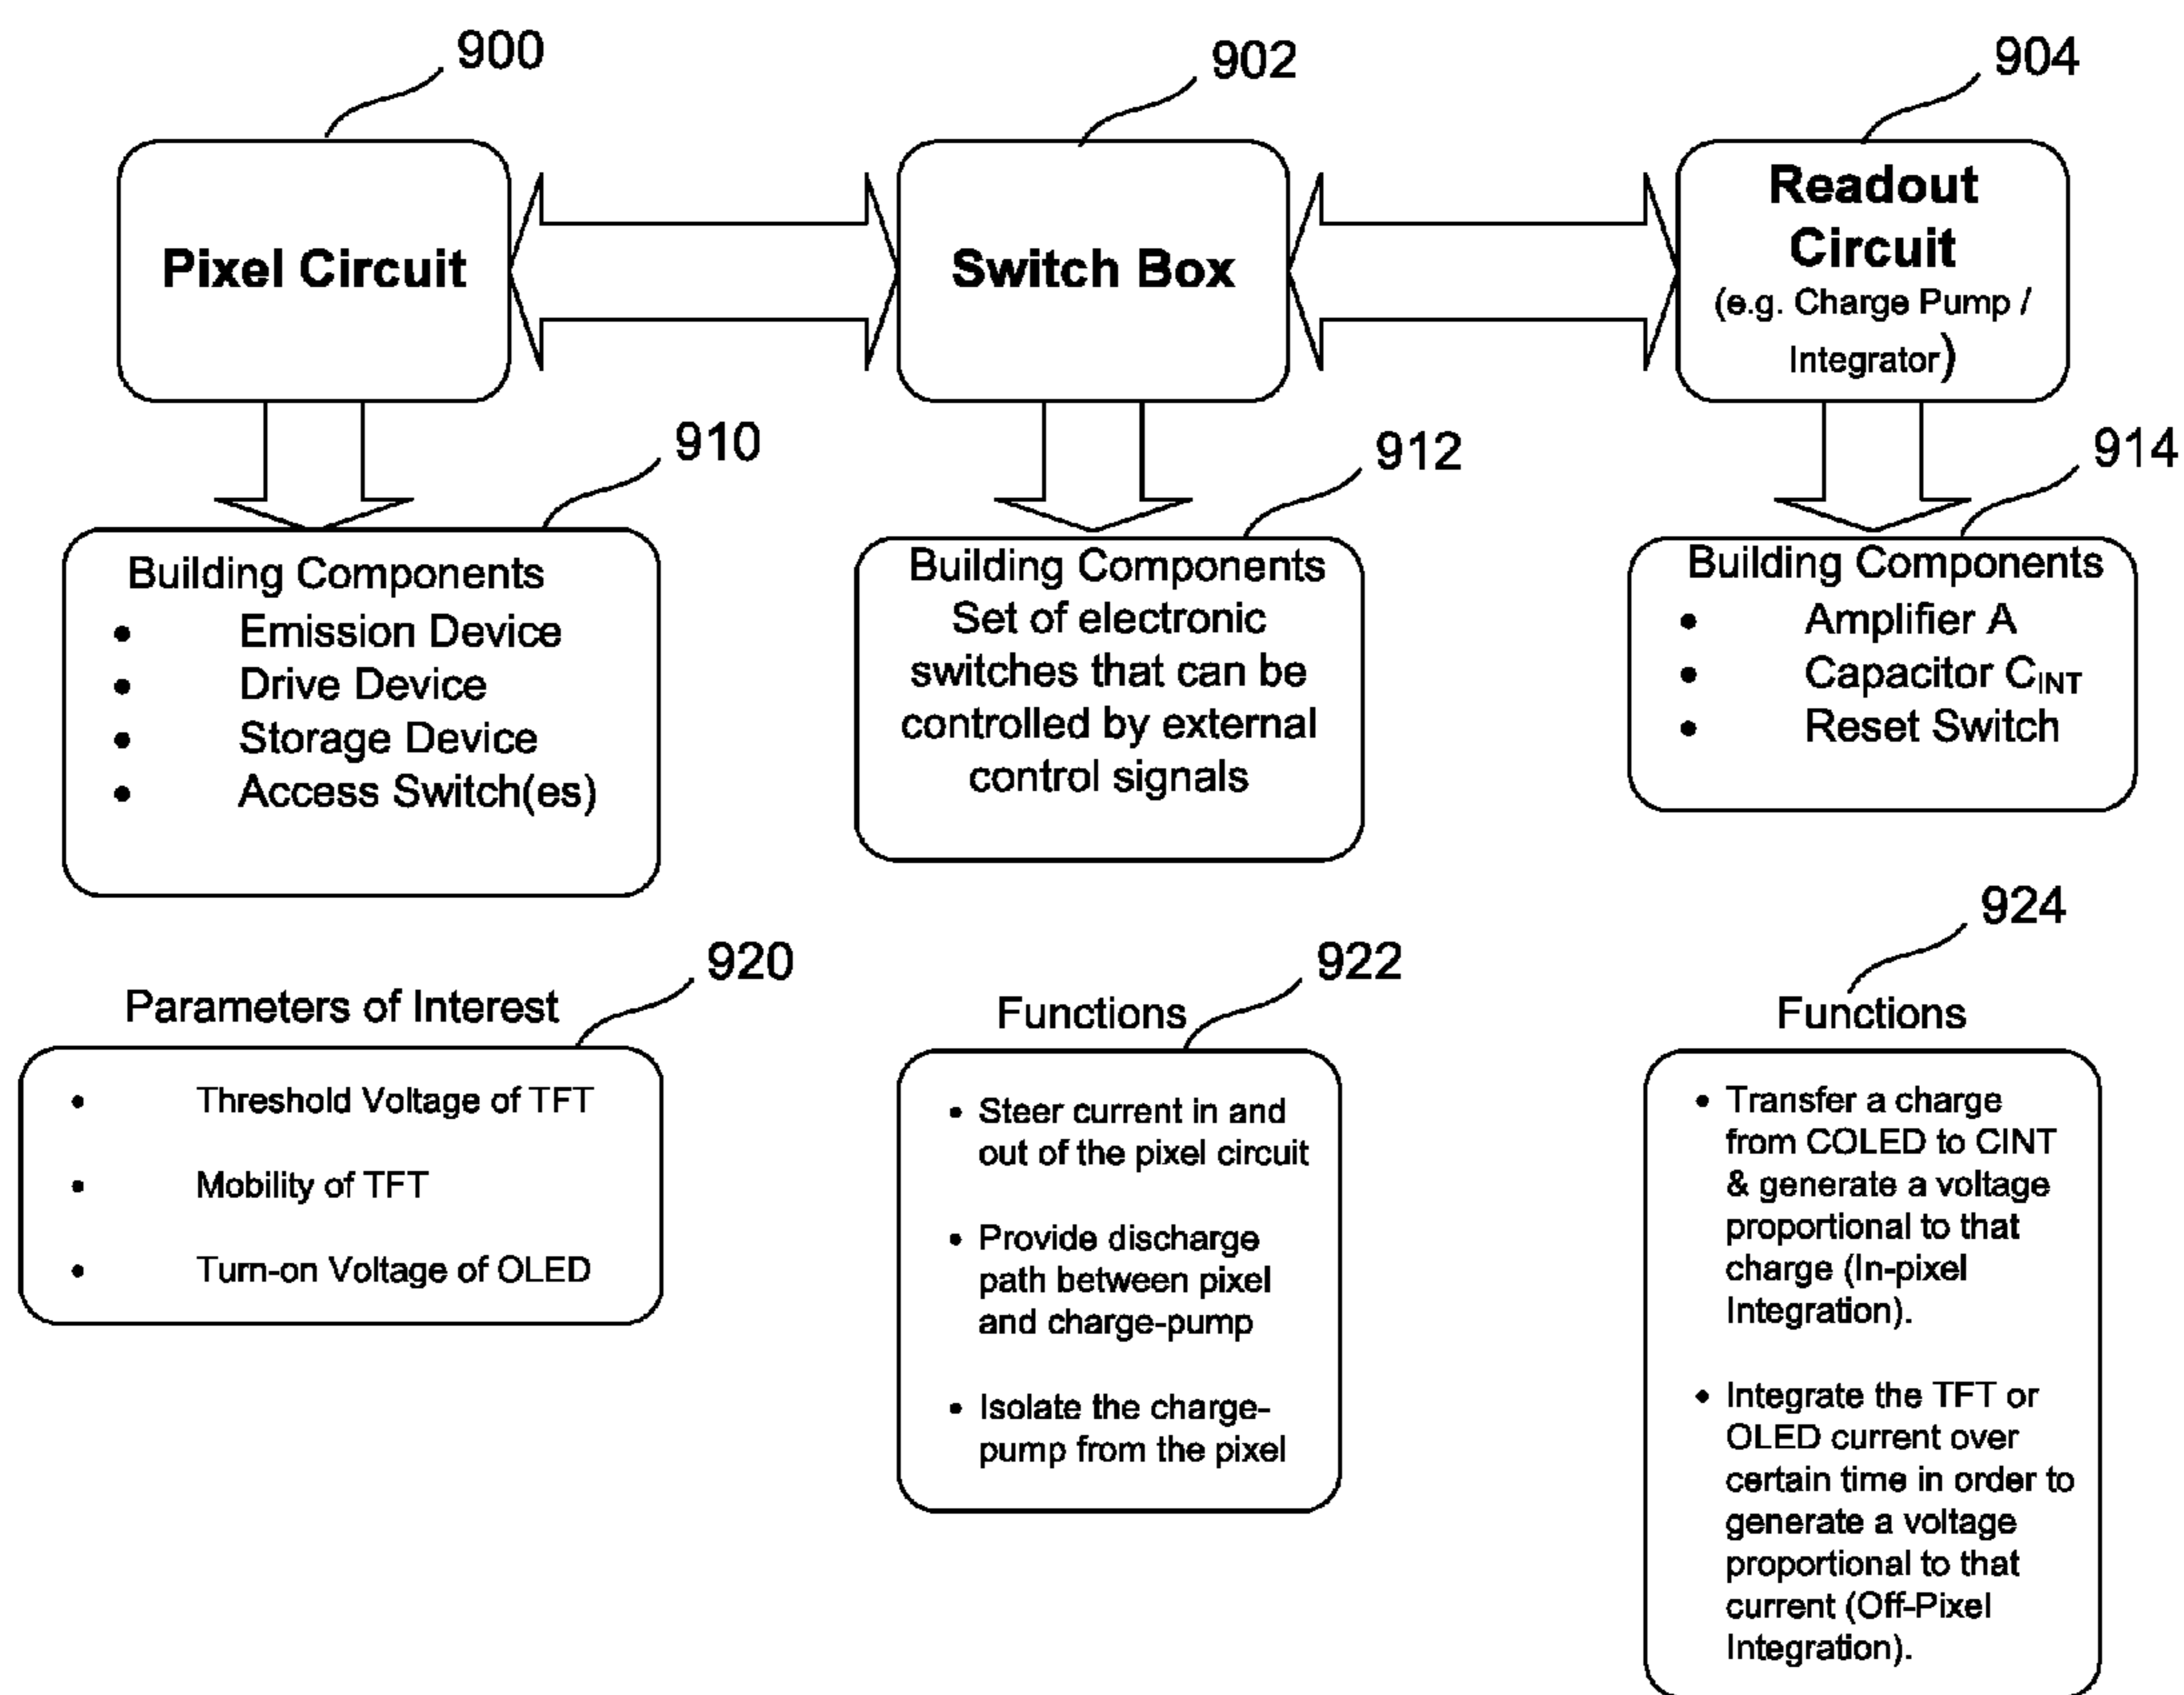 900
902
904
Pixel Circuit
Switch Box
Readout
Circuit
(e.g. Charge Pump /
Integrator)
910
912
914
Building Components
• Emission Device
• Drive Device
• Storage Device
• Access Switch(es)
Building Components
Set of electronic
switches that can be
controlled by external
control signals
Building Components
• Amplifier A
• Capacitor CINT
• Reset Switch
920
922
924
Parameters of Interest
• Threshold Voltage of TFT
• Mobility of TFT
• Turn-on Voltage of OLED
Functions
• Steer current in and
out of the pixel circuit
• Provide discharge
path between pixel
and charge-pump
• Isolate the charge-
pump from the pixel
Functions
• Transfer a charge
from COLED to CINT
& generate a voltage
proportional to that
charge (In-pixel
Integration).
• Integrate the TFT or
OLED current over
certain time in order to
generate a voltage
proportional to that
current (Off-Pixel
Integration).